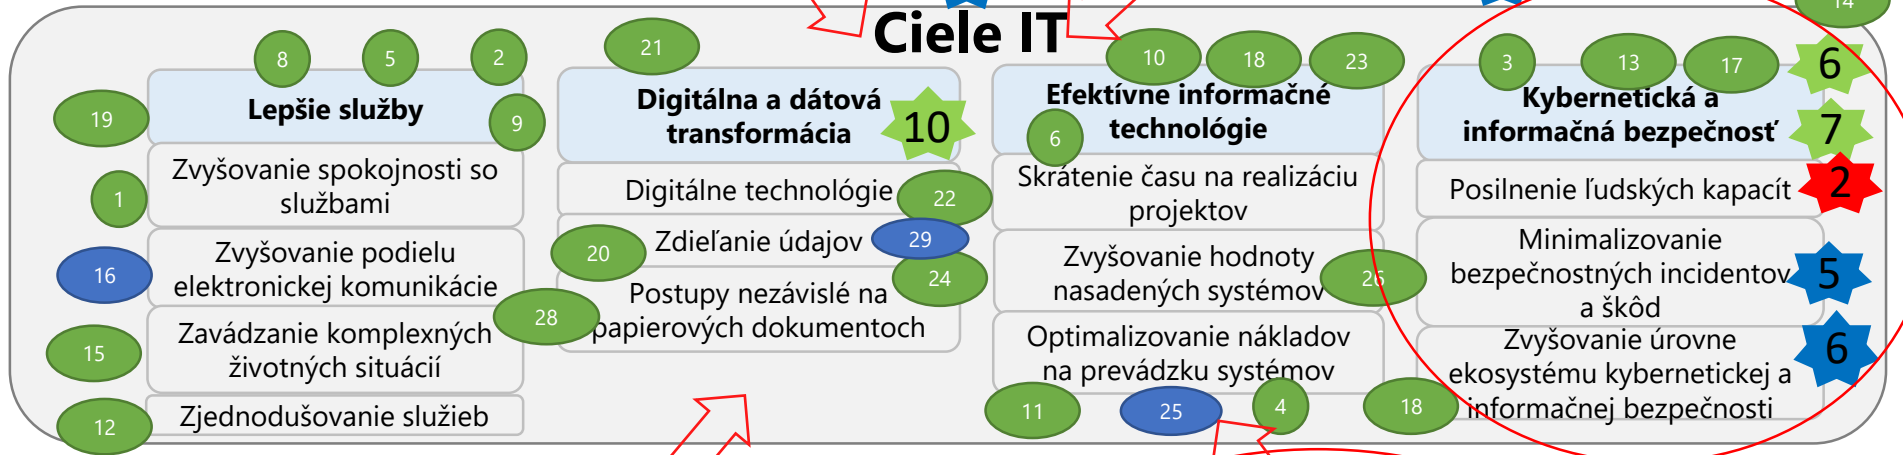 Ciele IT
14
8
5
2
19
Lepšie služby
9
1
Zvyšovanie spokojnosti so
službami
16
Zvyšovanie podielu
elektronickej komunikácie
15
Zavádzanie komplexných
životných situácií
12
Zjednodušovanie služieb
21
Digitálna a dátová
transformácia
10
Digitálne technológie
22
20
Zdieľanie údajov
29
24
28
Postupy nezávislé na
papierových dokumentoch
10
18
23
Efektívne informačné
technológie
6
Skrátenie času na realizáciu
projektov
Zvyšovanie hodnoty
nasadených systémov
26
Optimalizovanie nákladov
na prevádzku systémov
11
25
4
3
13
17
6
Kybernetická a
informačná bezpečnosť
7
Posilnenie ľudských kapacít
2
Minimalizovanie
bezpečnostných incidentov
a škôd
5
Zvyšovanie úrovne
ekosystému kybernetickej a
informačnej bezpečnosti
6
18